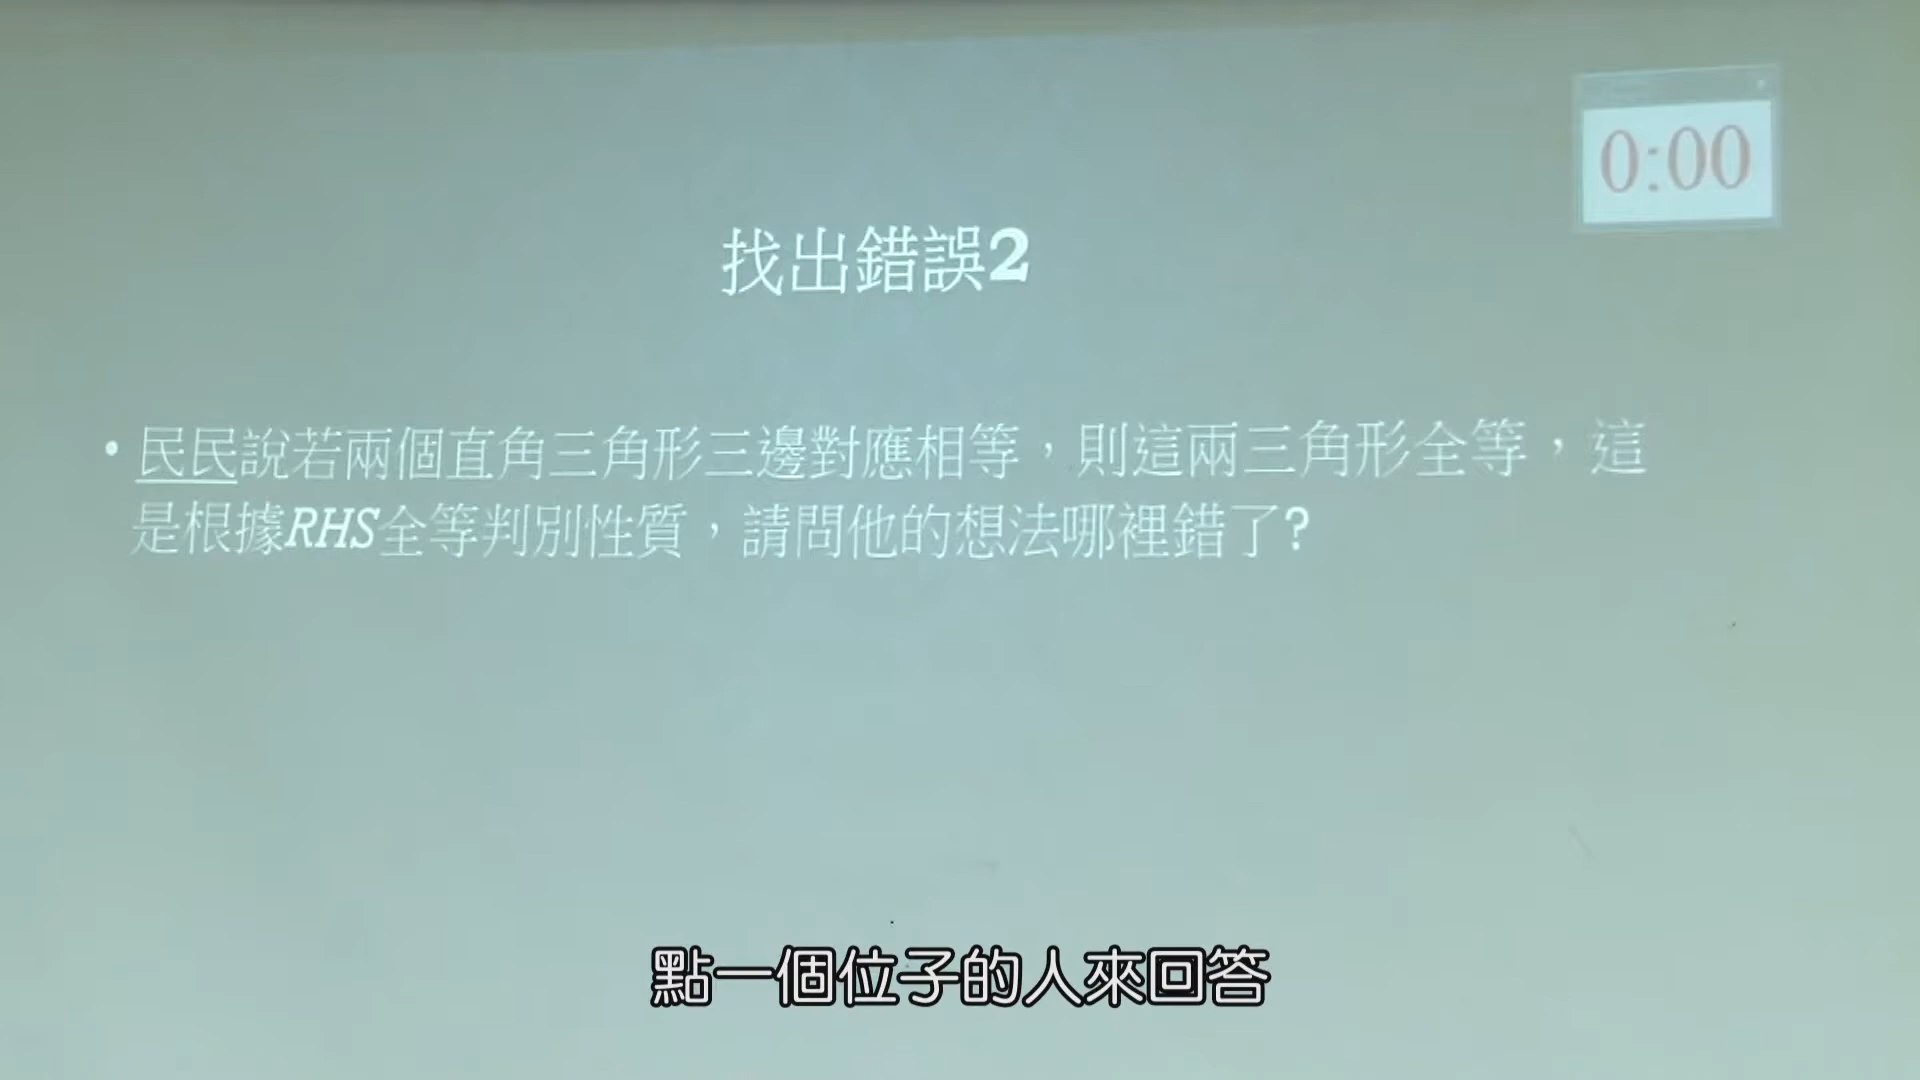 0:00
找出錯誤2
• 民民說若兩個直角三角形三邊對應相等，則這兩三角形全等，這
是根據RHS全等判別性質，請問他的想法哪裡錯了?
點一個位子的人來回答